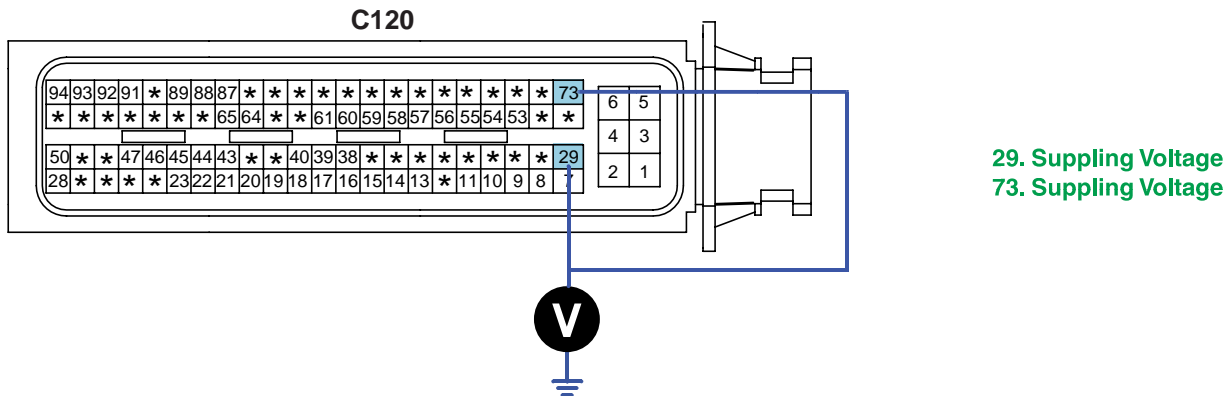 C120
94 93 92 91 * 89 88 87 * * * * * * * * * * * * * 73
* * * * * * * 65 64 * * 61 60 59 58 57 56 55 54 53 * *
50 * * 47 46 45 44 43 * * 40 39 38 * * * * * * * * 29
28 * * * * 23 22 21 20 19 18 17 16 15 14 13 * 11 10 9 8 7
6 5
4 3
2 1
29. Suppling Voltage
73. Suppling Voltage
V